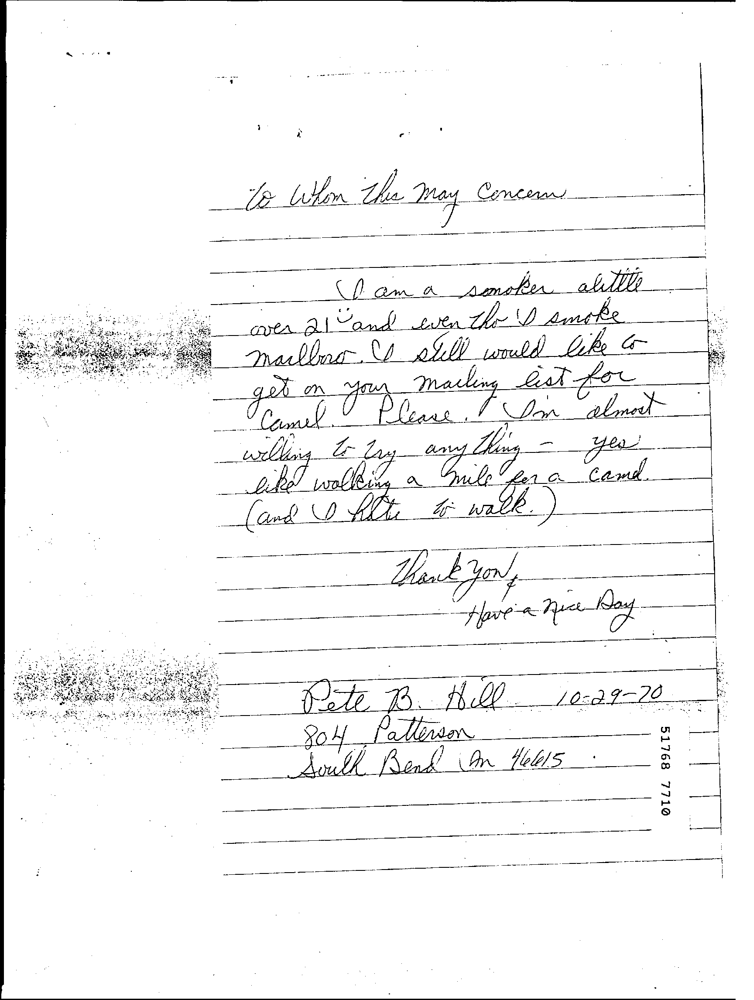 To Whom This May Concern
I am a smoker alittle
over 21 and even tho' I smoke
Marlboro. I still would like to
get on your mailing list for
Camel. Please. I'm almost
willing to try any thing - yes
like walking a mile for a camel.
(and I hate to walk.)
Thank You,
Have a nice Day
Pete B. Hill 10-29-70
804 Patterson
South Bend In 46615
51768 7710